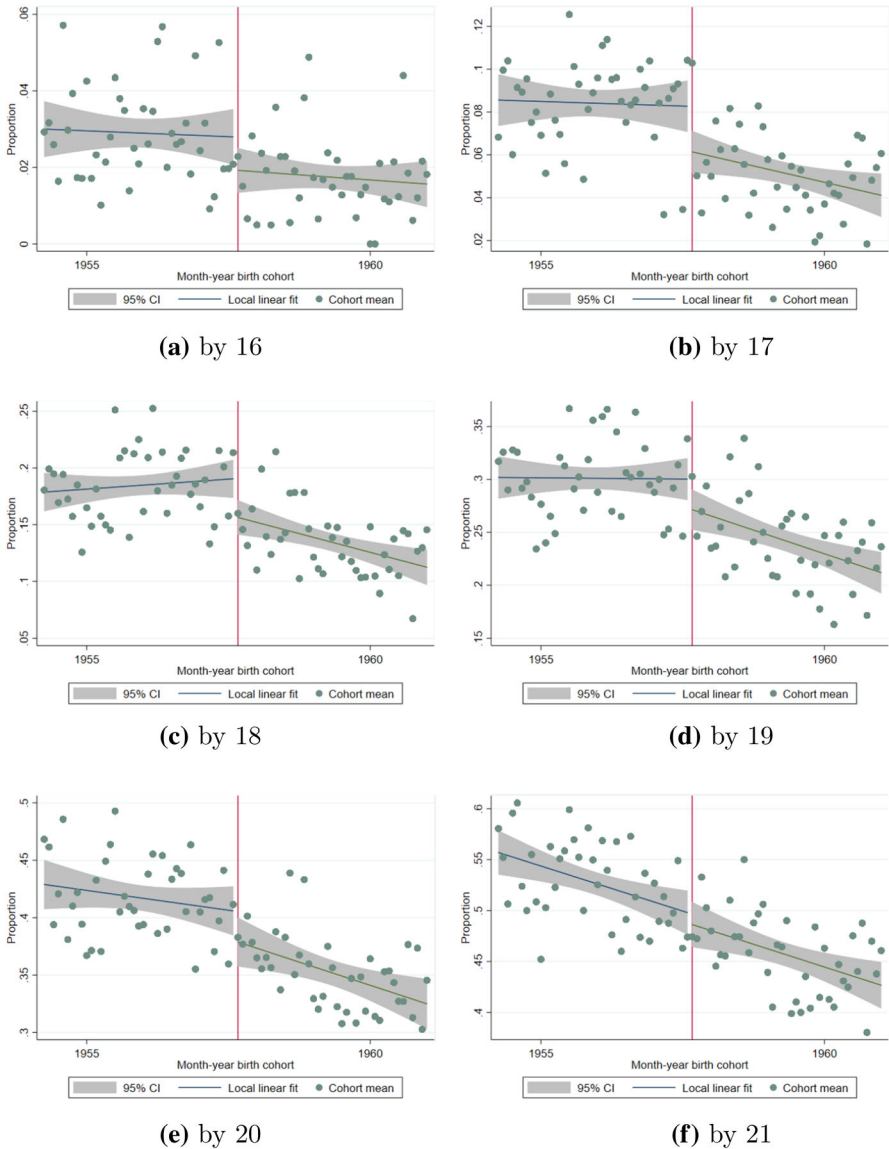 .06
.04
.02
0
Proportion
1955
1960
Month-year birth cohort
95% CI
Local linear fit
Cohort mean
(a) by 16
.12
.1
.08
.06
.04
.02
Proportion
1955
1960
Month-year birth cohort
95% CI
Local linear fit
Cohort mean
(b) by 17
.25
.2
.15
.1
.05
Proportion
1955
1960
Month-year birth cohort
95% CI
Local linear fit
Cohort mean
(c) by 18
.35
.3
.25
.2
.15
Proportion
1955
1960
Month-year birth cohort
95% CI
Local linear fit
Cohort mean
(d) by 19
.5
.45
.4
.35
.3
Proportion
1955
1960
Month-year birth cohort
95% CI
Local linear fit
Cohort mean
(e) by 20
.6
.55
.5
.45
.4
Proportion
1955
1960
Month-year birth cohort
95% CI
Local linear fit
Cohort mean
(f) by 21